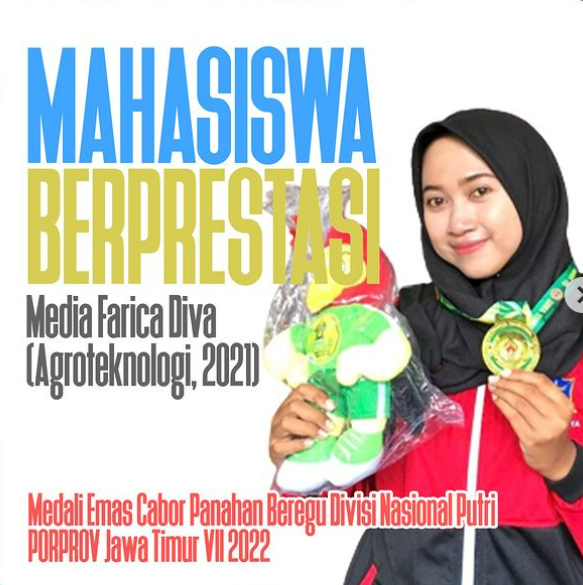 MAHASISWA
BERPRESTASI
Media Farica Diva
(Agroteknologi, 2021)
Medali Emas Cabor Panahan Beregu Divisi Nasional Putri
PORPROV Jawa Timur VII 2022